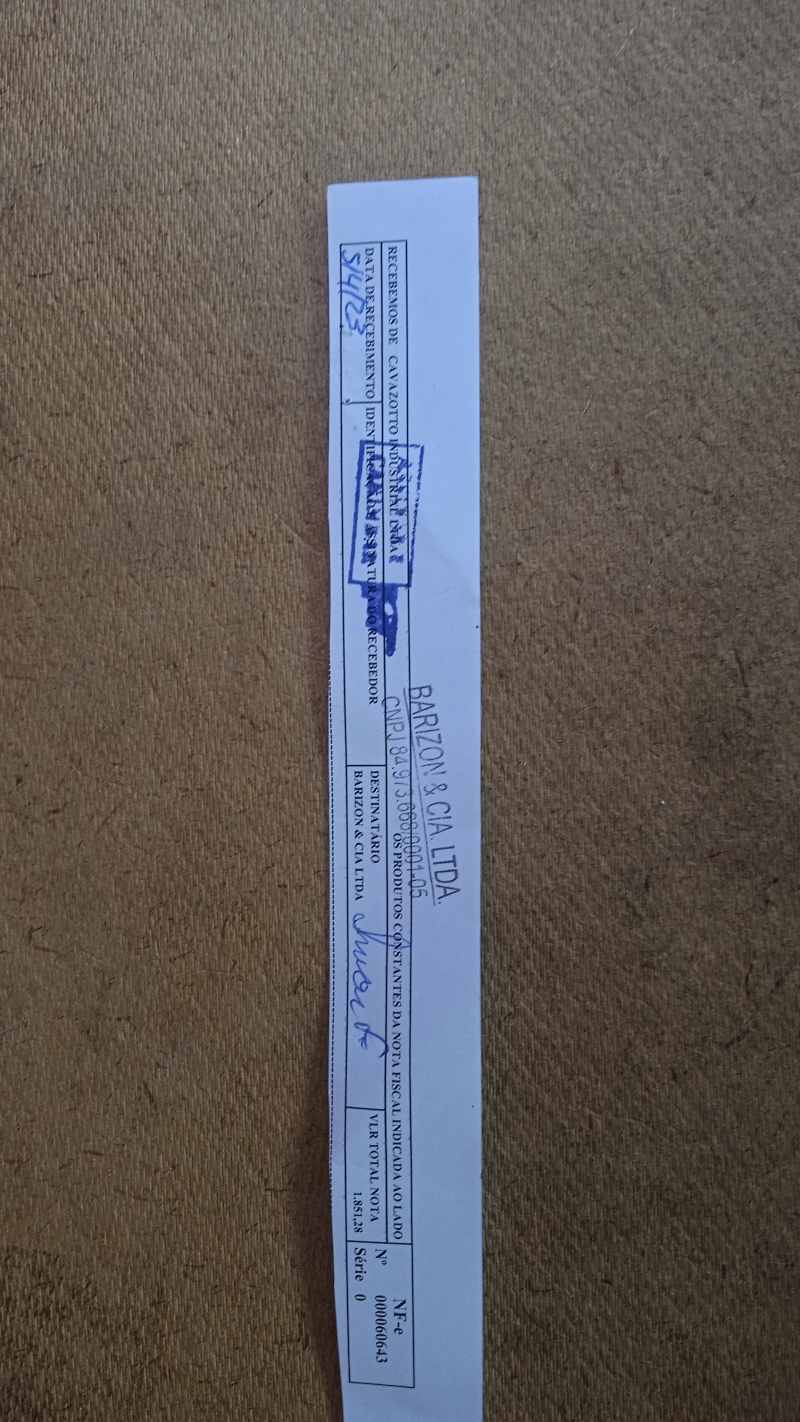 BARIZON & CIA. LTDA.
CNPJ 84.973.668/0001-05
RECEBEMOS DE CAVAZOTTO INDUSTRIAL LTDA OS PRODUTOS CONSTANTES DA NOTA FISCAL INDICADA AO LADO
DATA DE RECEBIMENTO
5/4/23
IDENTIFICAÇÃO E ASSINATURA DO RECEBEDOR
DESTINATÁRIO
BARIZON & CIA LTDA
VLR TOTAL NOTA
1.851,28
NF-e
Nº 000060643
Série 0